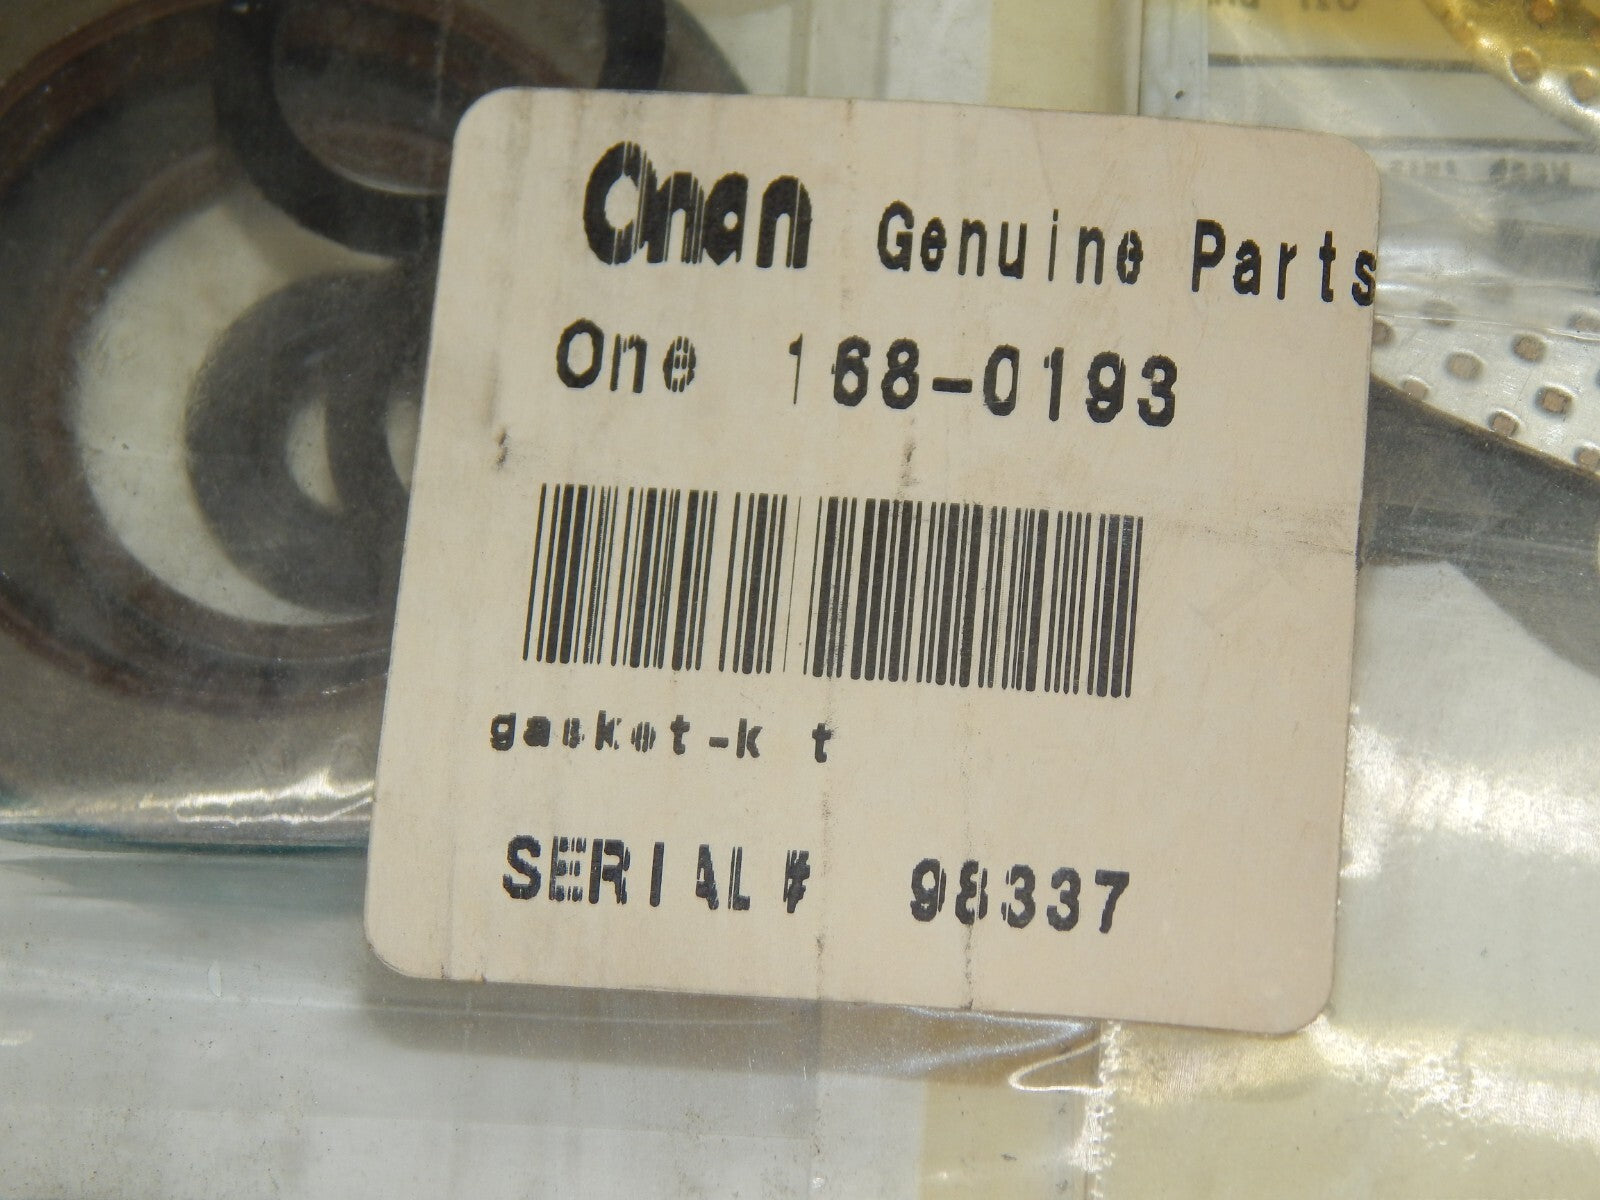 Onan Genuine Parts
One 168-0193
gasket-k t
SERIAL# 98337